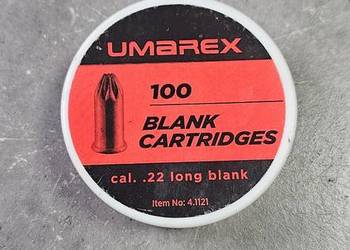 UMAREX
100
BLANK
CARTRIDGES
cal. .22 long blank
Item No: 4.1121